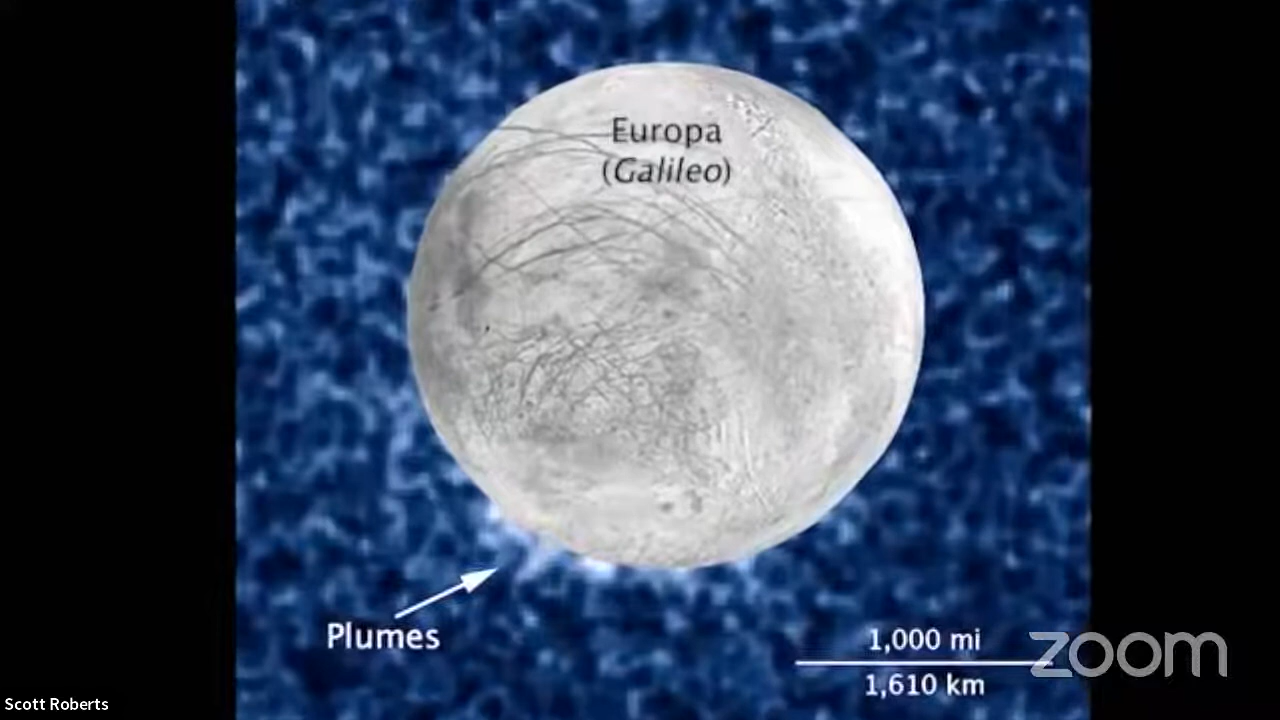 Europa
(Galileo)
Plumes
1,000 mi
1,610 km
zoom
Scott Roberts